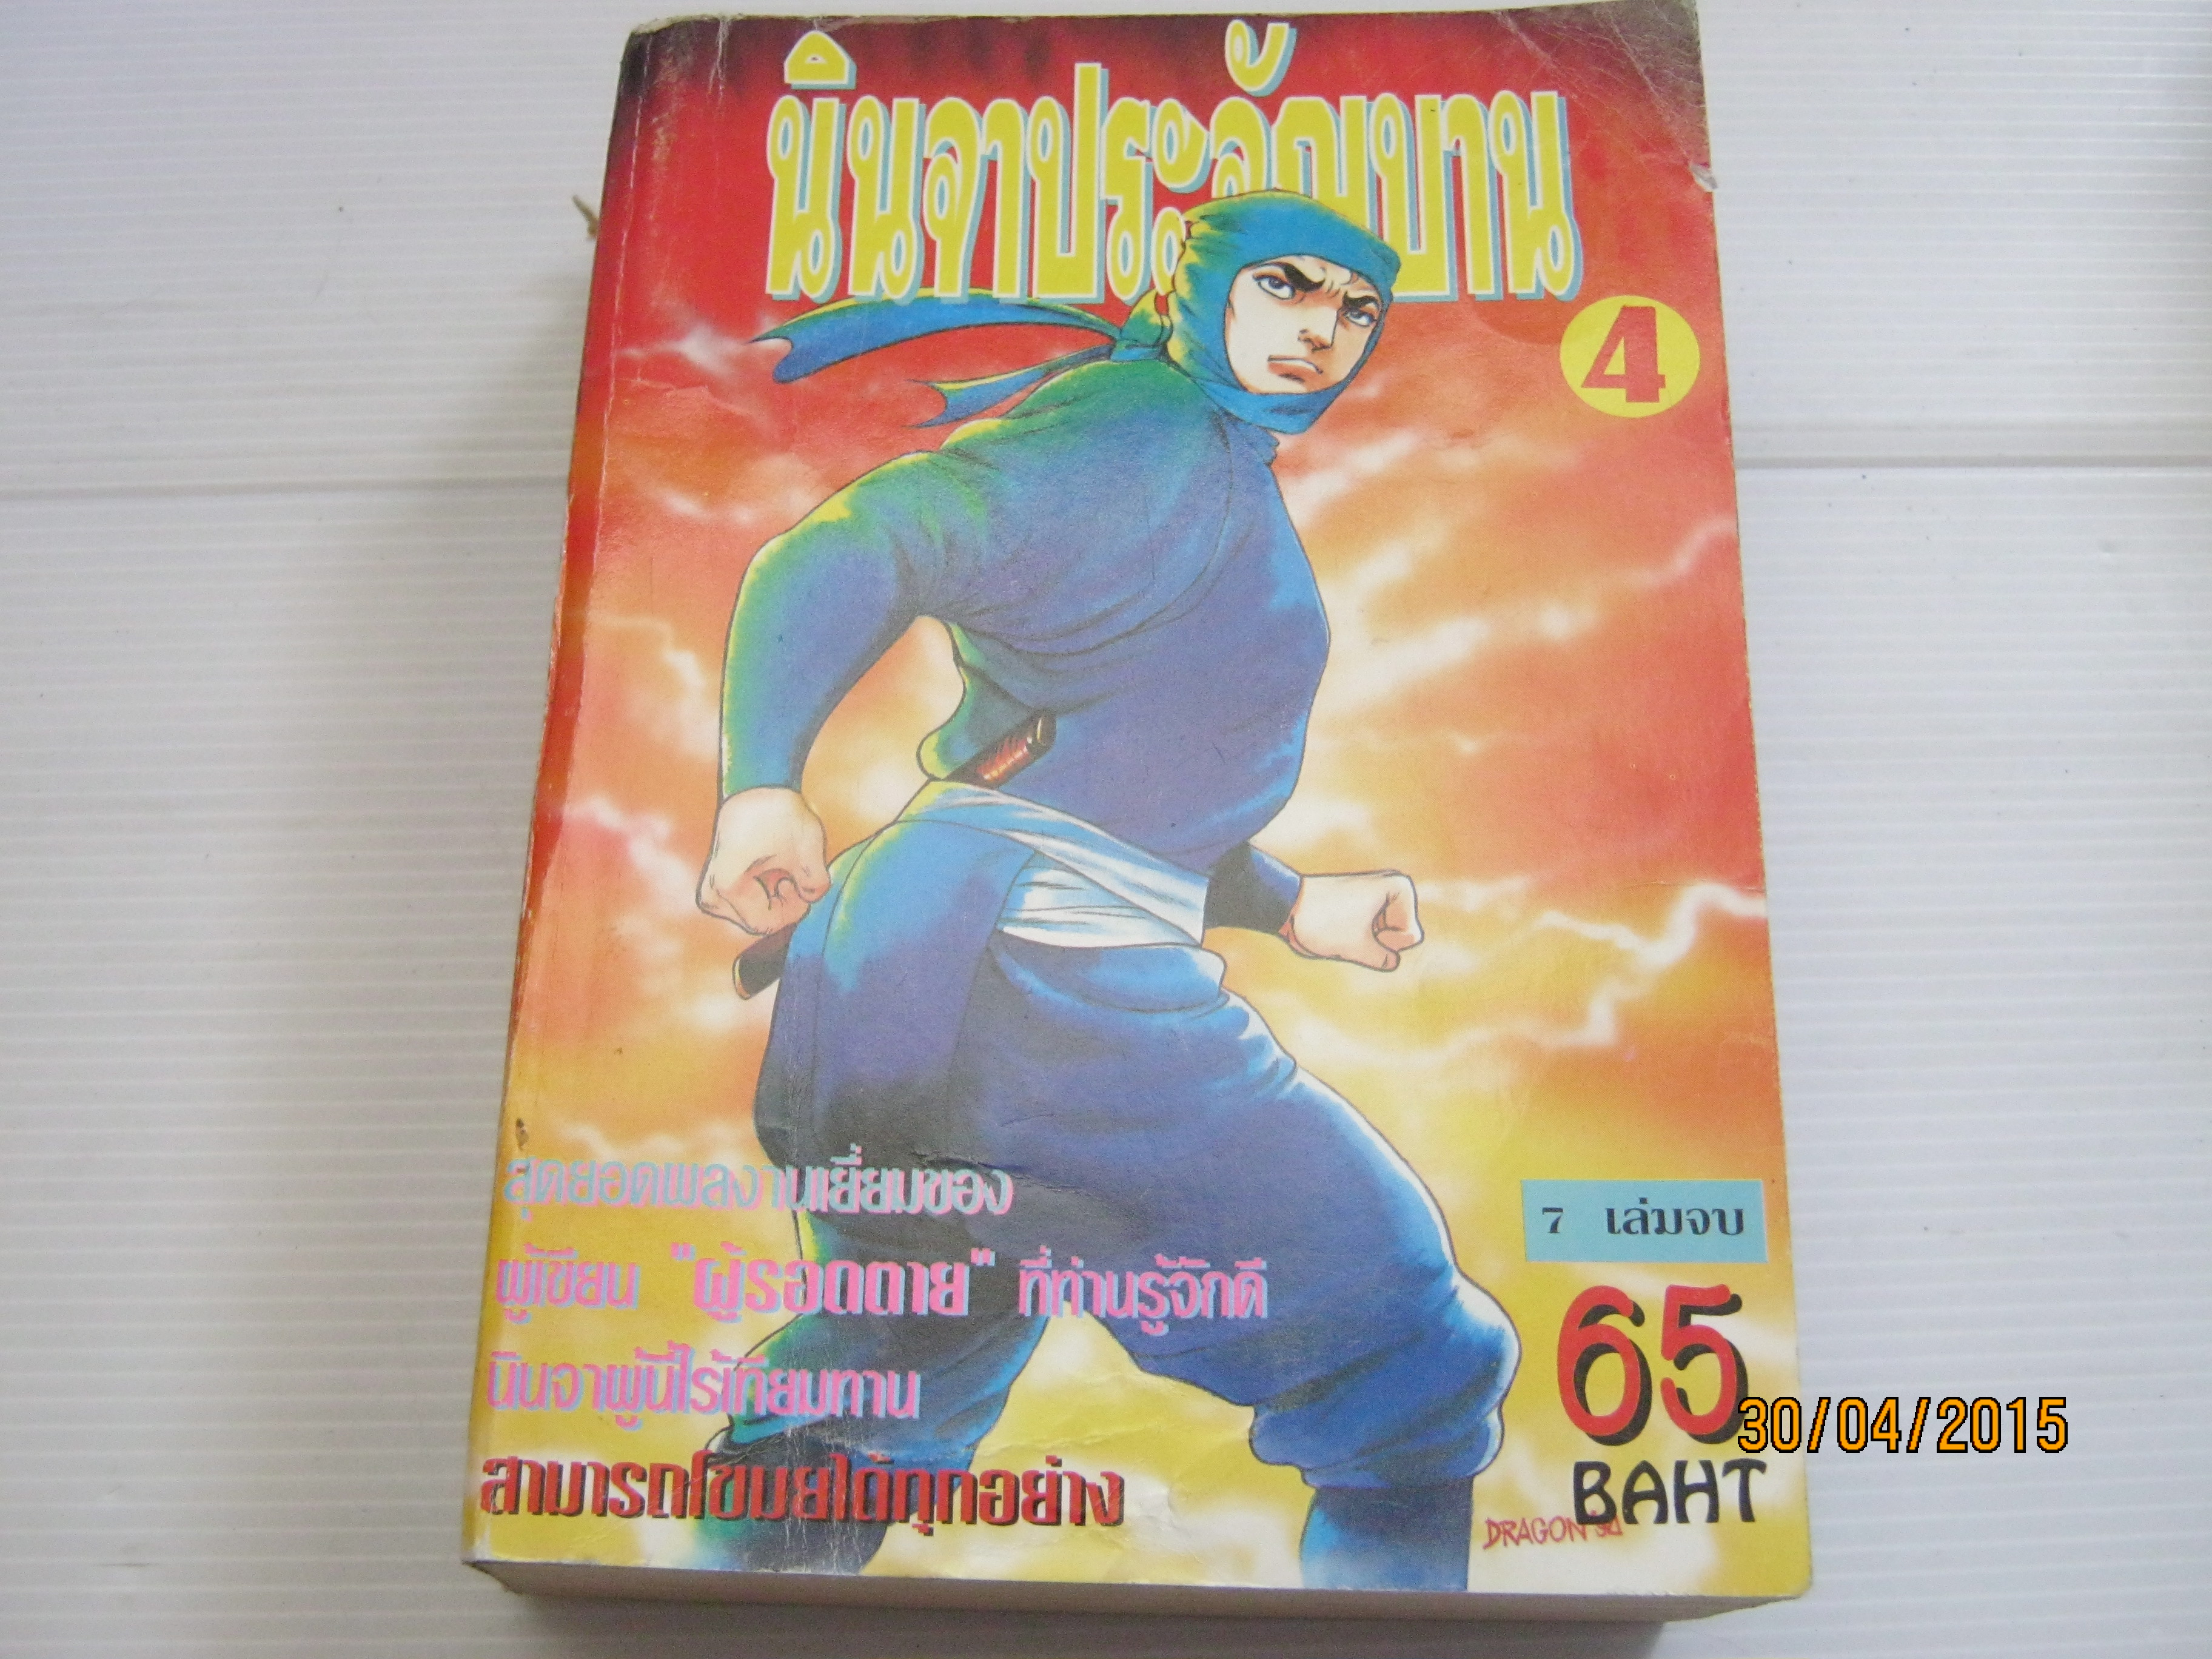 นินจาประจัญบาน
4
สุดยอดผลงานเยี่ยมของ
ผู้เขียน "ผู้รอดตาย" ที่ท่านรู้จักดี
นินจาผู้นี้ไร้เทียมทาน
สามารถโขมยได้ทุกอย่าง
7 เล่มจบ
65
BAHT
DRAGON
30/04/2015